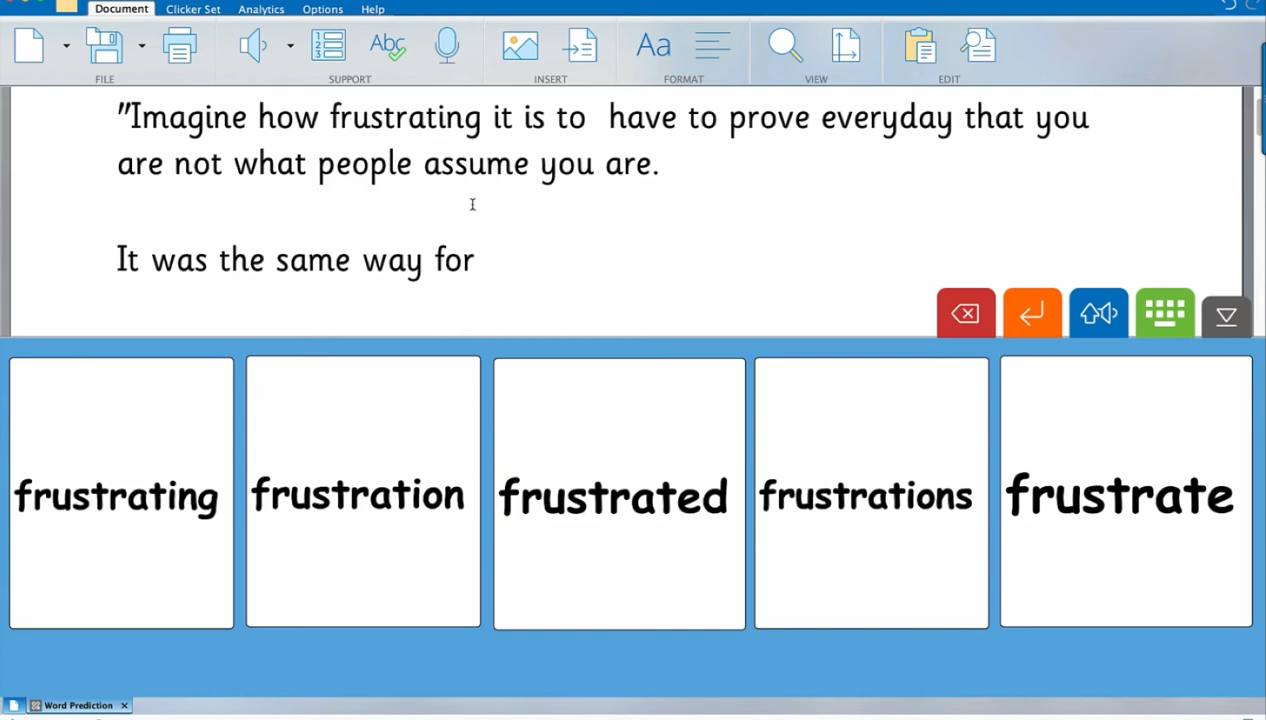 Document Clicker Set Analytics Options Help
Abc
Aa
FILE SUPPORT INSERT FORMAT VIEW EDIT
"Imagine how frustrating it is to  have to prove everyday that you
are not what people assume you are.
It was the same way for
frustrating frustration frustrated frustrations frustrate
Word Prediction